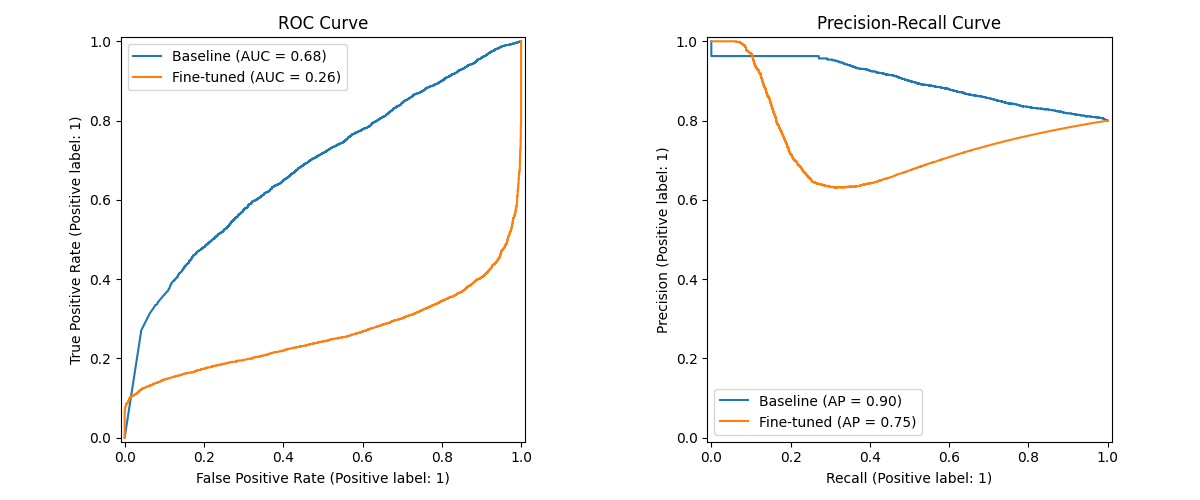 ROC Curve
Baseline (AUC = 0.68)
Fine-tuned (AUC = 0.26)
True Positive Rate (Positive label: 1)
1.0
0.8
0.6
0.4
0.2
0.0
0.0 0.2 0.4 0.6 0.8 1.0
False Positive Rate (Positive label: 1)
Precision-Recall Curve
Precision (Positive label: 1)
1.0
0.8
0.6
0.4
0.2
0.0
Baseline (AP = 0.90)
Fine-tuned (AP = 0.75)
0.0 0.2 0.4 0.6 0.8 1.0
Recall (Positive label: 1)